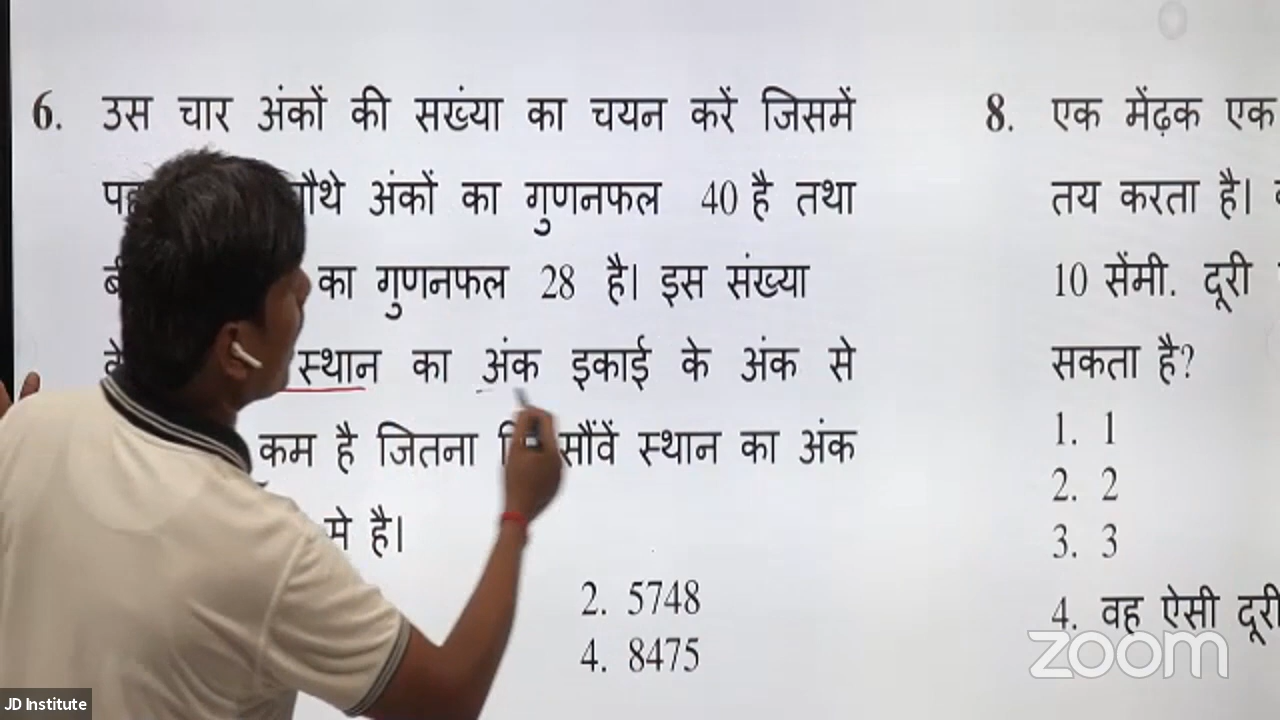 6. उस चार अंकों की सख्ंया का चयन करें जिसमें
अंकों का गुणनफल 40 है तथा
का गुणनफल 28 है। इस संख्या
स्थान का अंक इकाई के अंक से
कम है जितना सौंवें स्थान का अंक
मे है।
2. 5748
4. 8475
8. एक मेंढ़क एक
तय करता है।
10 सेंमी. दूरी
सकता है?
1. 1
2. 2
3. 3
4. वह ऐसी दूरी
zoom
JD Institute